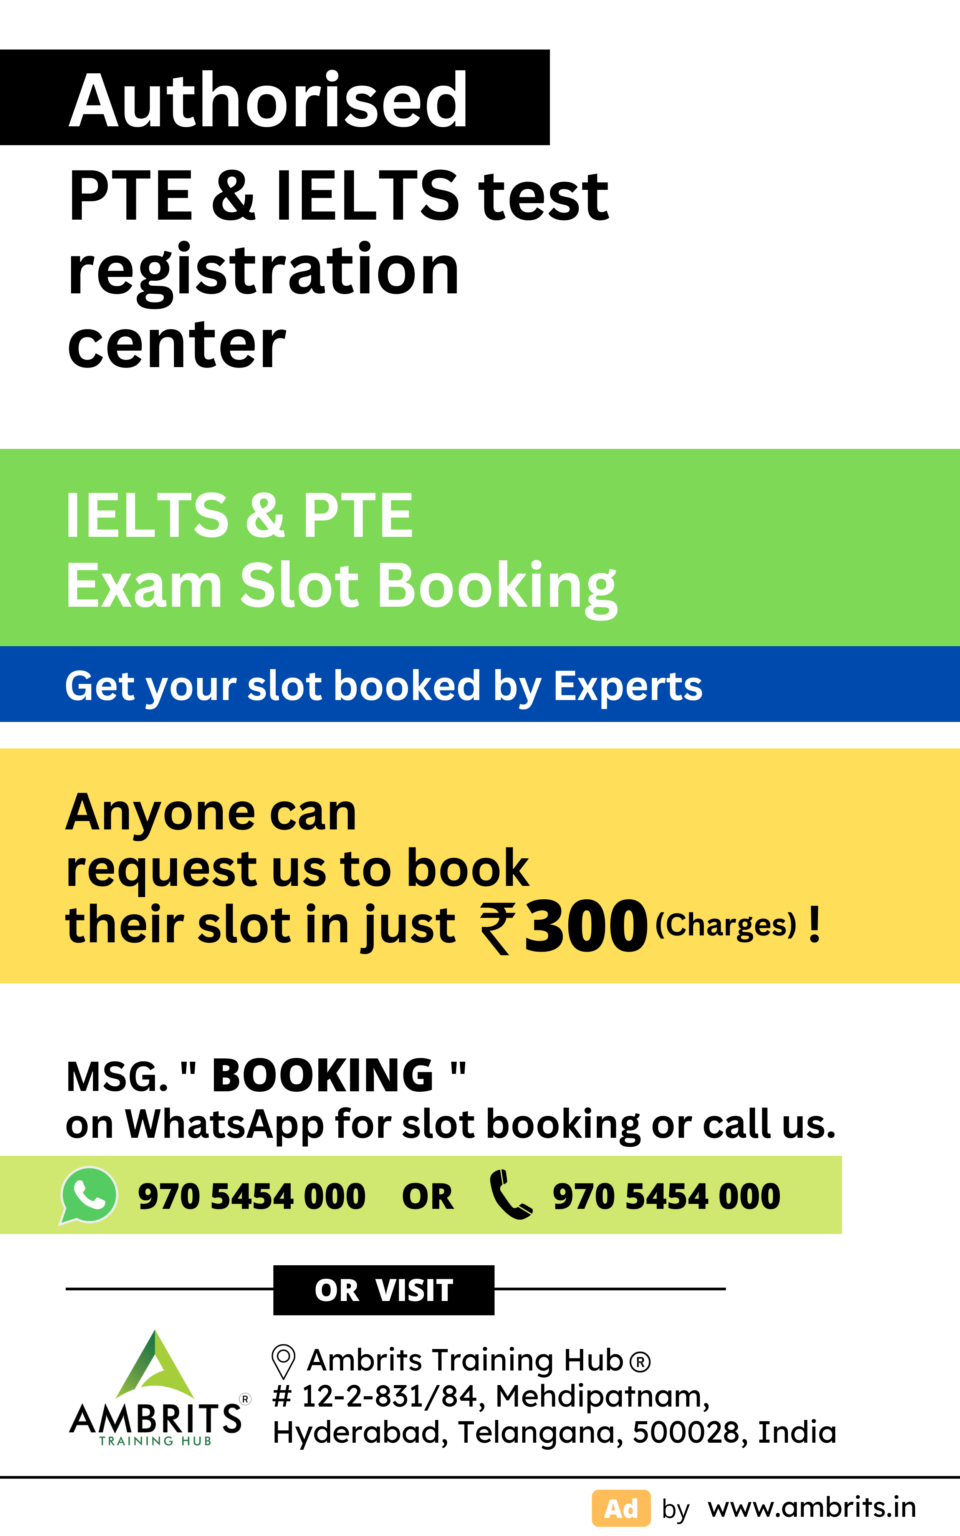 Authorised
PTE & IELTS test
registration
center
IELTS & PTE
Exam Slot Booking
Get your slot booked by Experts
Anyone can
request us to book
their slot in just ₹300 (Charges) !
MSG. " BOOKING "
on WhatsApp for slot booking or call us.
970 5454 000 OR 970 5454 000
OR VISIT
AMBRITS®
TRAINING HUB
Ambrits Training Hub®
# 12-2-831/84, Mehdipatnam,
Hyderabad, Telangana, 500028, India
Ad by www.ambrits.in